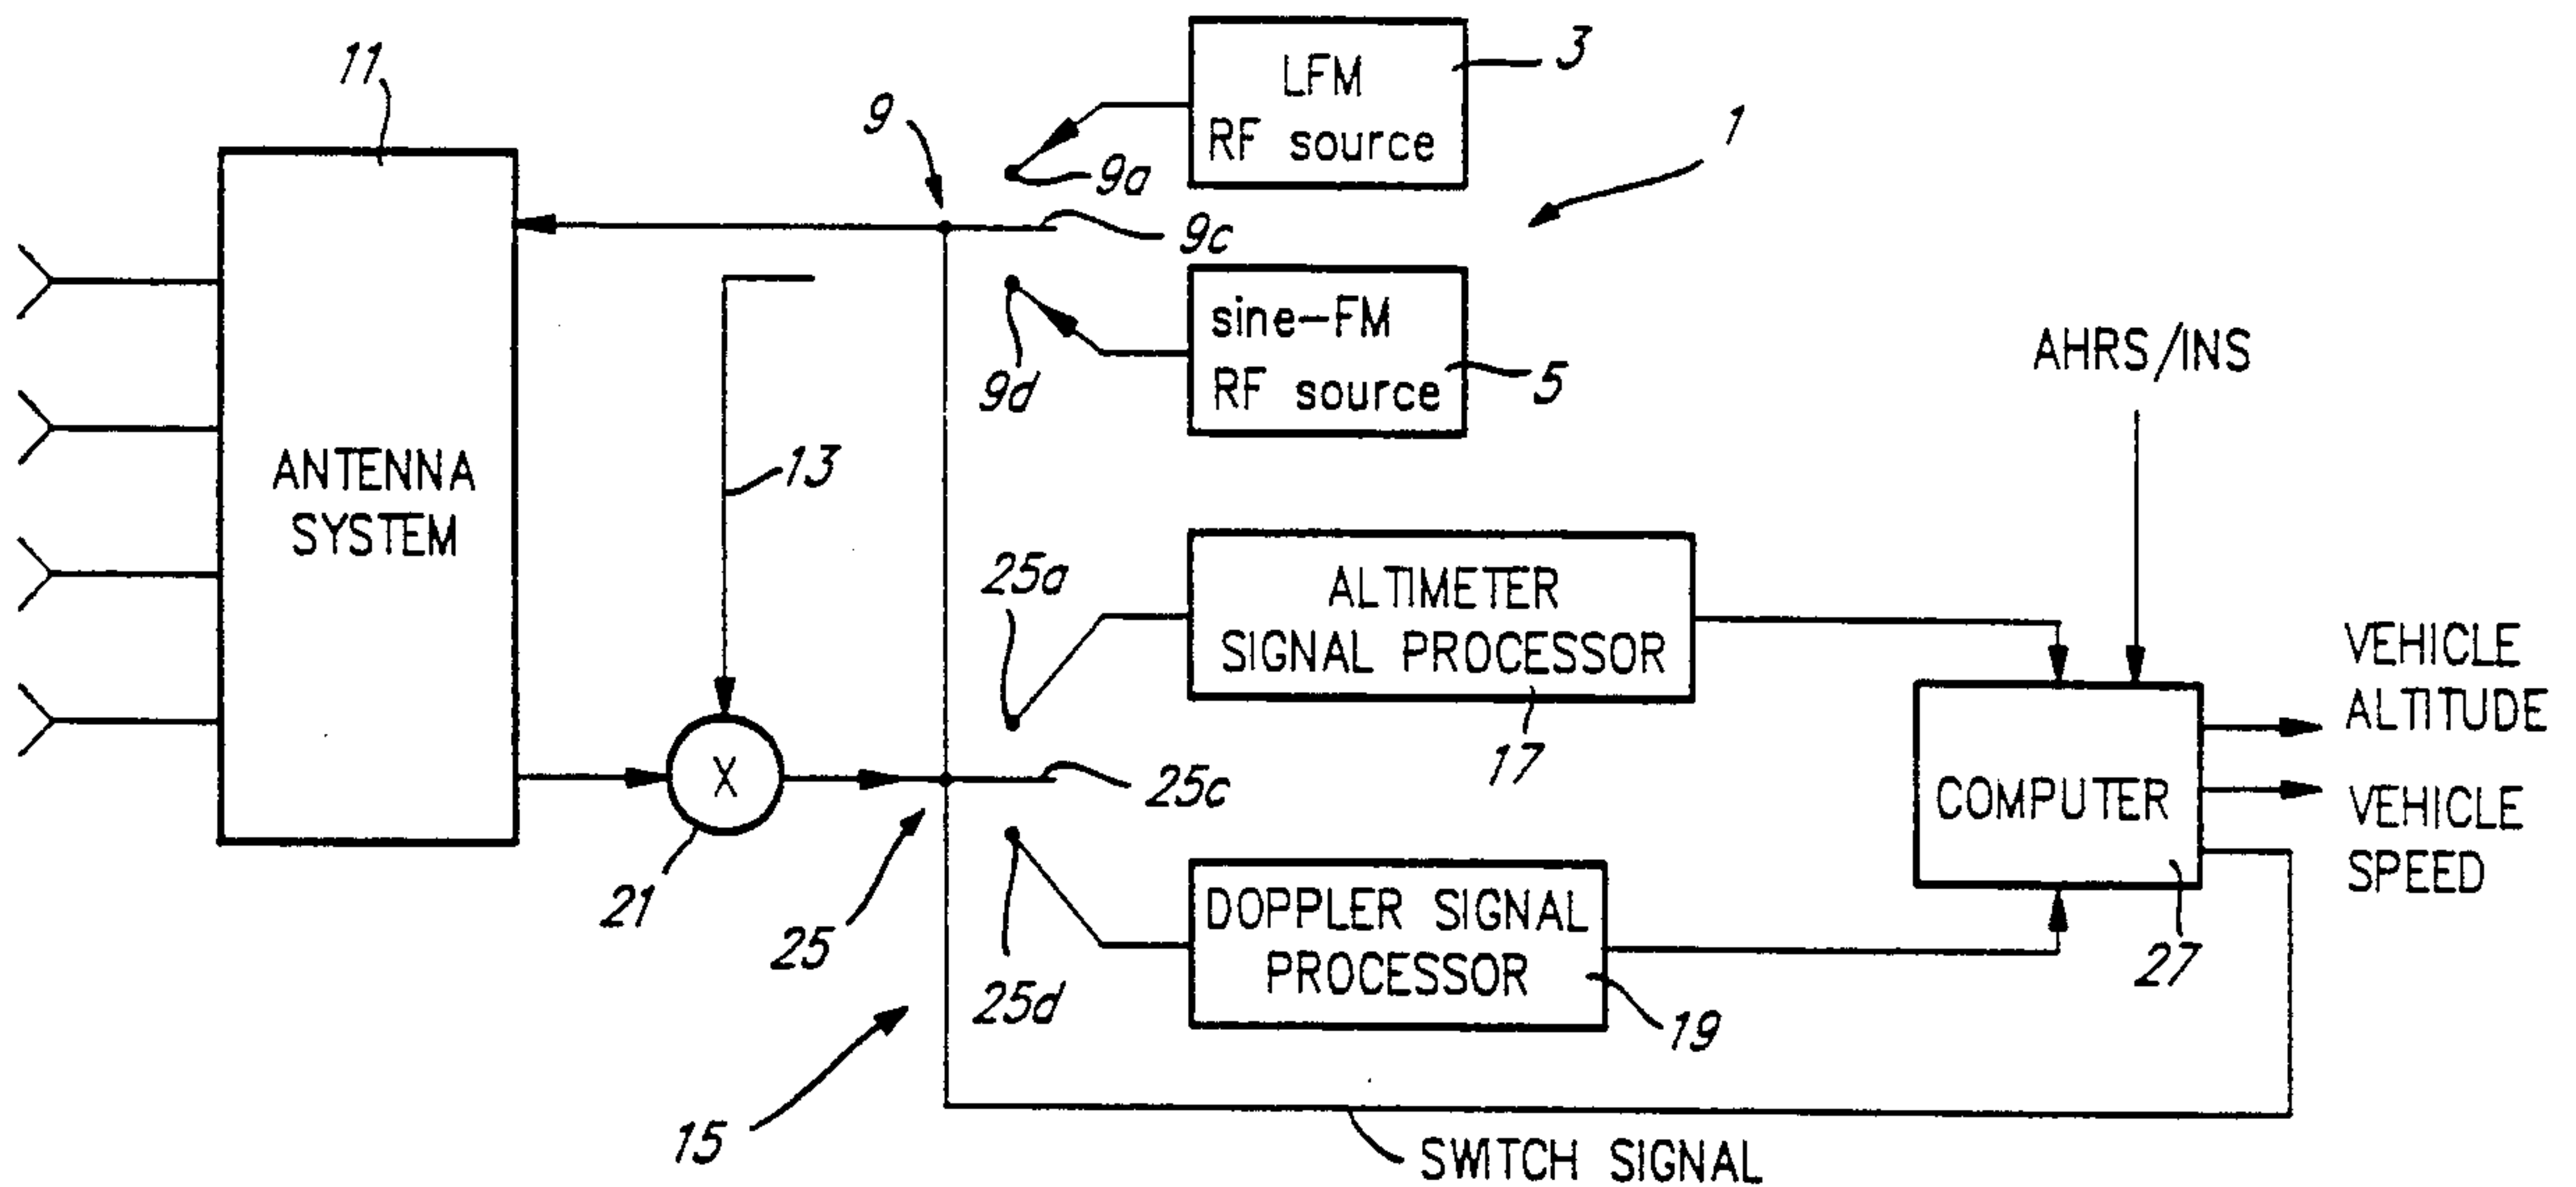 11
ANTENNA
SYSTEM
9
9a
9c
9d
LFM
RF source
3
1
sine-FM
RF source
5
13
AHRS/INS
25a
ALTIMETER
SIGNAL PROCESSOR
17
X
21
25
25c
25d
DOPPLER SIGNAL
PROCESSOR
19
COMPUTER
27
VEHICLE
ALTITUDE
VEHICLE
SPEED
15
SWITCH SIGNAL